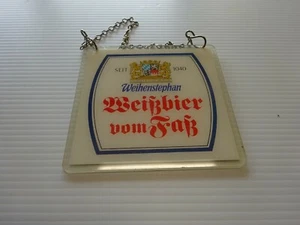 SEIT 1040
Weihenstephan
Weißbier
vom Faß